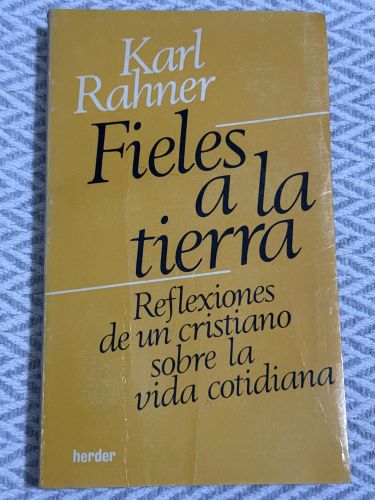 Karl
Rahner
Fieles
a la
tierra
Reflexiones
de un cristiano
sobre la
vida cotidiana
herder